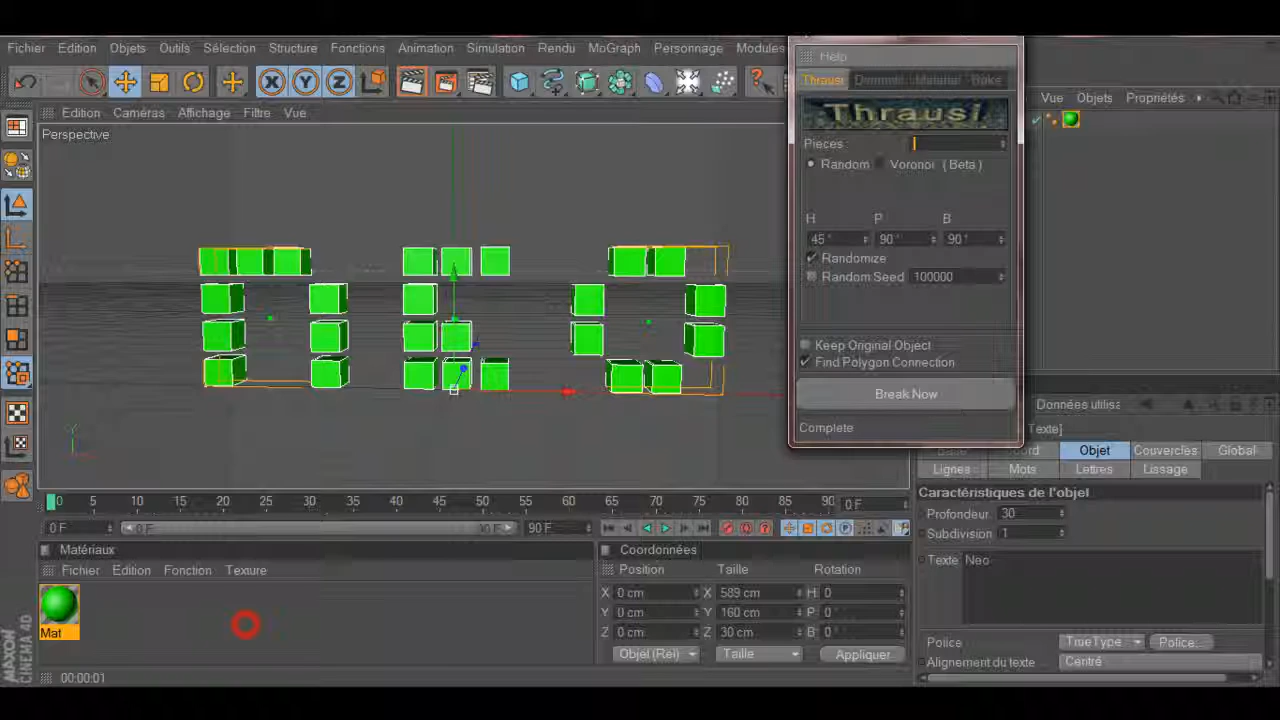 Fichier Edition Objets Outils Sélection Structure Fonctions Animation Simulation Rendu MoGraph Personnage Modules
Help
Thrausi Dynamic Material Bake
Edition Caméras Affichage Filtre Vue
Vue Objets Propriétés
Perspective
Thrausi
Pieces :
Random Voronoi ( Beta )
H P B
45 ° 90 ° 90 °
Randomize
Random Seed 100000
Keep Original Object
Find Polygon Connection
Break Now
Complete
Y
Données utilis
Texte]
Base Coord Objet Couvercles Global
Lignes Mots Lettres Lissage
Caractéristiques de l'objet
Profondeur. 30
Subdivision 1
Texte Neo
Police TrueType Police...
Alignement du texte Centré
0 5 10 15 20 25 30 35 40 45 50 55 60 65 70 75 80 85 90 0 F
0 F 0 F 90 F
Matériaux
Fichier Edition Fonction Texture
Mat
Coordonnées
Position Taille Rotation
X 0 cm X 589 cm H 0
Y 0 cm Y 160 cm P 0
Z 0 cm Z 30 cm B 0
Objet (Rel) Taille Appliquer
MAXON CINEMA 4D
00:00:01